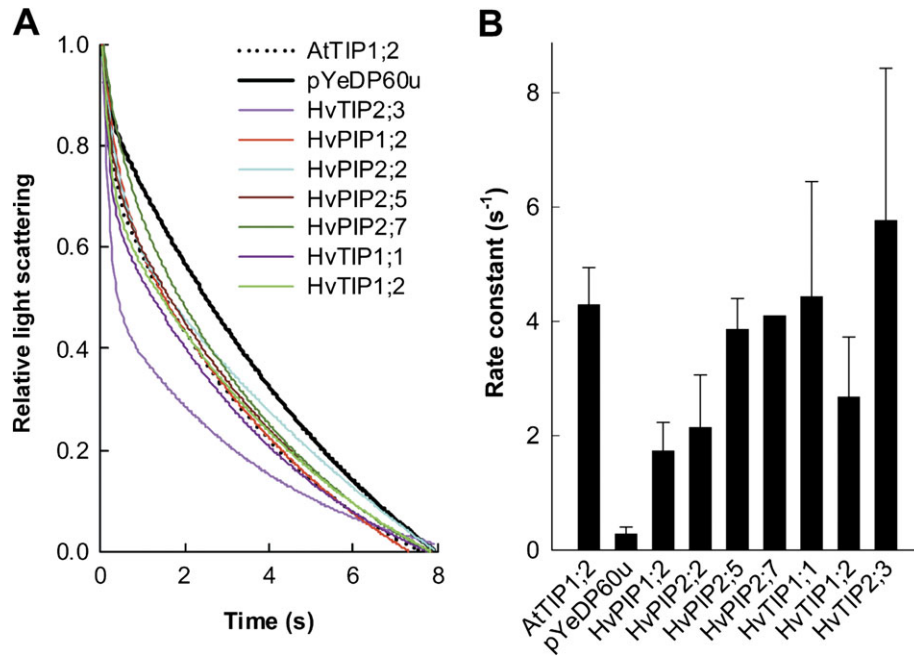 A
1.0
0.8
0.6
0.4
0.2
0.0
Relative light scattering
0
2
4
6
8
Time (s)
AtTIP1;2
pYeDP60u
HvTIP2;3
HvPIP1;2
HvPIP2;2
HvPIP2;5
HvPIP2;7
HvTIP1;1
HvTIP1;2
B
8
6
4
2
0
Rate constant (s⁻¹)
AtTIP1;2
pYeDP60u
HvPIP1;2
HvPIP2;2
HvPIP2;5
HvPIP2;7
HvTIP1;1
HvTIP1;2
HvTIP2;3